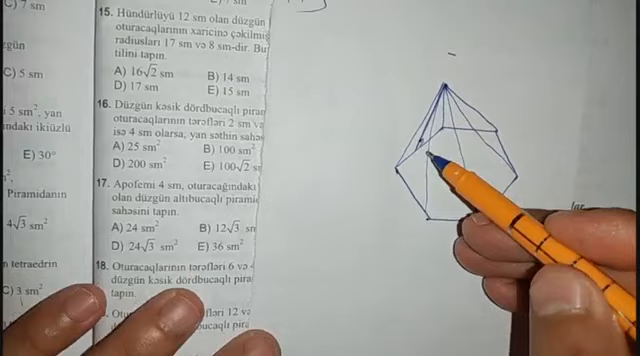 C) 7 sm
zgün
C) 5 sm
i 5 sm², yan
ındakı ikiüzlü
E) 30°
Piramidanın
4√3 sm²
n tetraedrin
C) 3 sm²
15. Hündürlüyü 12 sm olan düzgün
oturacaqlarının xaricinə çəkilmiş
radiusları 17 sm və 8 sm-dir. Bu
tilini tapın.
A) 16√2 sm B) 14 sm
D) 17 sm E) 15 sm
16. Düzgün kəsik dördbucaqlı piram
oturacaqlarının tərəfləri 2 sm və
isə 4 sm olarsa, yan səthin sahəs
A) 25 sm² B) 100 sm²
D) 200 sm² E) 100√2 sm
17. Apofemi 4 sm, oturacağındakı
olan düzgün altıbucaqlı piramid
sahəsini tapın.
A) 24 sm² B) 12√3 sm
D) 24√3 sm² E) 36 sm²
18. Oturacaqlarının tərəfləri 6 və
düzgün kəsik dördbucaqlı pira
tapın.
fləri 12 və
bucaqlı pira